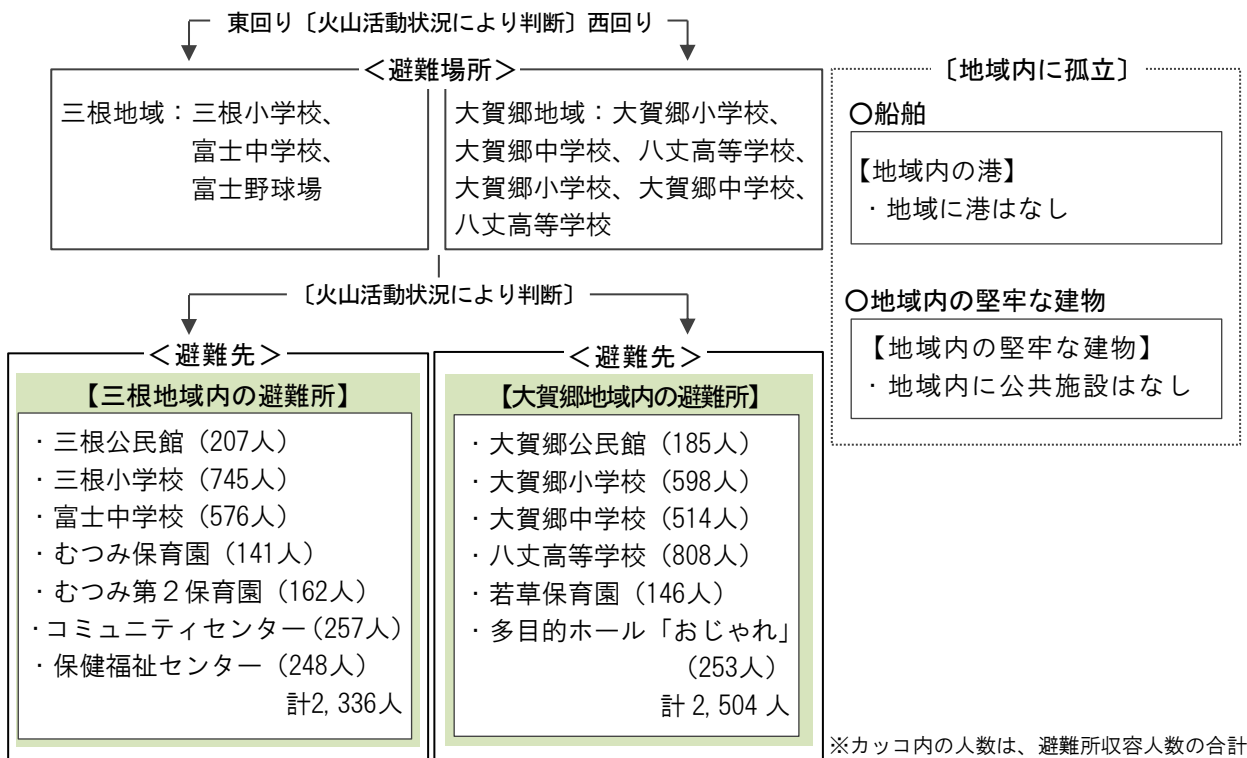 東回り〔火山活動状況により判断〕西回り
＜避難場所＞
三根地域：三根小学校、
富士中学校、
富士野球場
大賀郷地域：大賀郷小学校、
大賀郷中学校、八丈高等学校、
大賀郷小学校、大賀郷中学校、
八丈高等学校
〔火山活動状況により判断〕
＜避難先＞
【三根地域内の避難所】
・三根公民館（207人）
・三根小学校（745人）
・富士中学校（576人）
・むつみ保育園（141人）
・むつみ第２保育園（162人）
・コミュニティセンター（257人）
・保健福祉センター（248人）
計2,336人
＜避難先＞
【大賀郷地域内の避難所】
・大賀郷公民館（185人）
・大賀郷小学校（598人）
・大賀郷中学校（514人）
・八丈高等学校（808人）
・若草保育園（146人）
・多目的ホール「おじゃれ」
（253人）
計 2,504 人
〔地域内に孤立〕
○船舶
【地域内の港】
・地域に港はなし
○地域内の堅牢な建物
【地域内の堅牢な建物】
・地域内に公共施設はなし
※カッコ内の人数は、避難所収容人数の合計